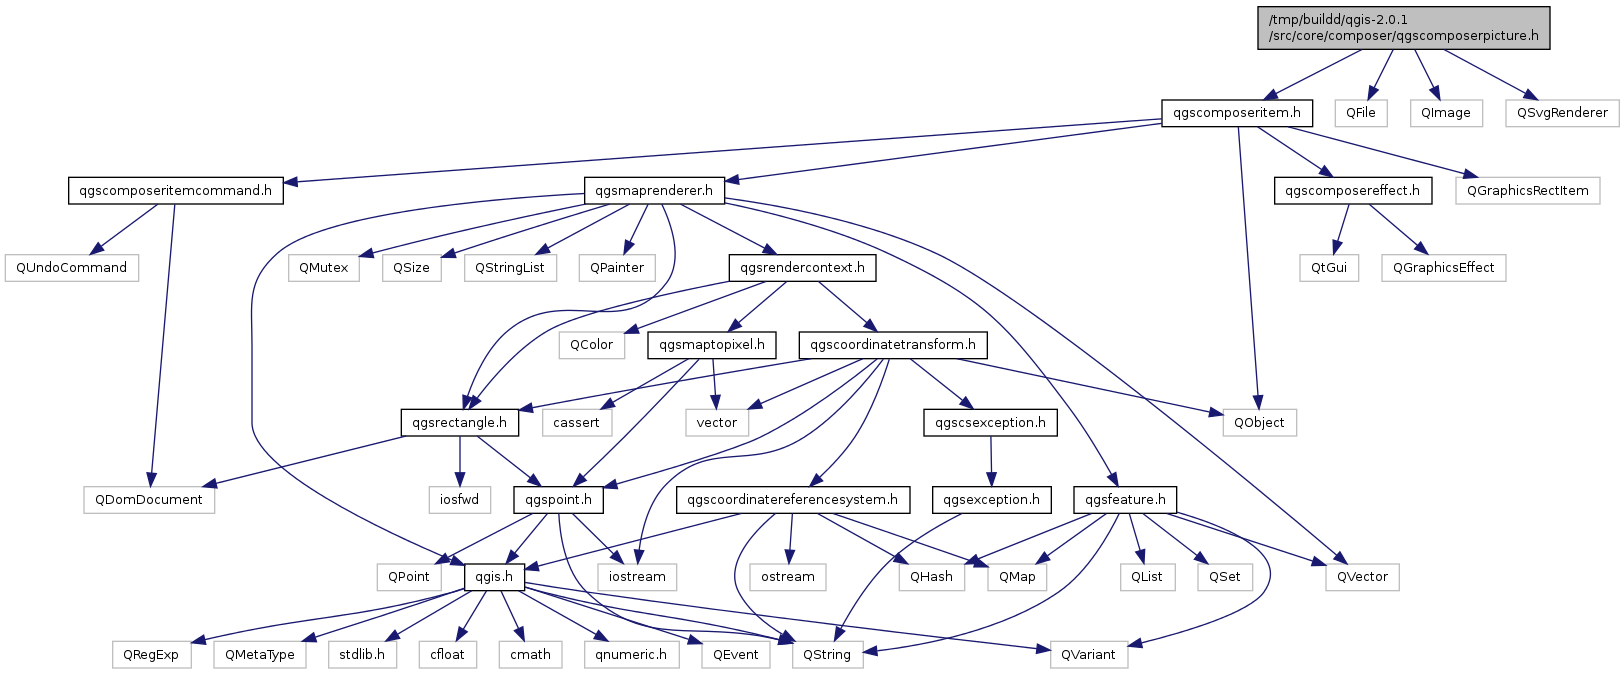 /tmp/buildd/qgis-2.0.1
/src/core/composer/qgscomposerpicture.h
qgscomposeritem.h
QFile
QImage
QSvgRenderer
qgscomposeritemcommand.h
qgsmaprenderer.h
qgscomposereffect.h
QGraphicsRectItem
QUndoCommand
QMutex
QSize
QStringList
QPainter
qgsrendercontext.h
QtGui
QGraphicsEffect
QColor
qgsmaptopixel.h
qgscoordinatetransform.h
qgsrectangle.h
cassert
vector
qgscsexception.h
QObject
QDomDocument
iosfwd
qgspoint.h
qgscoordinatereferencesystem.h
qgsexception.h
qgsfeature.h
QPoint
qgis.h
iostream
ostream
QHash
QMap
QList
QSet
QVector
QRegExp
QMetaType
stdlib.h
cfloat
cmath
qnumeric.h
QEvent
QString
QVariant